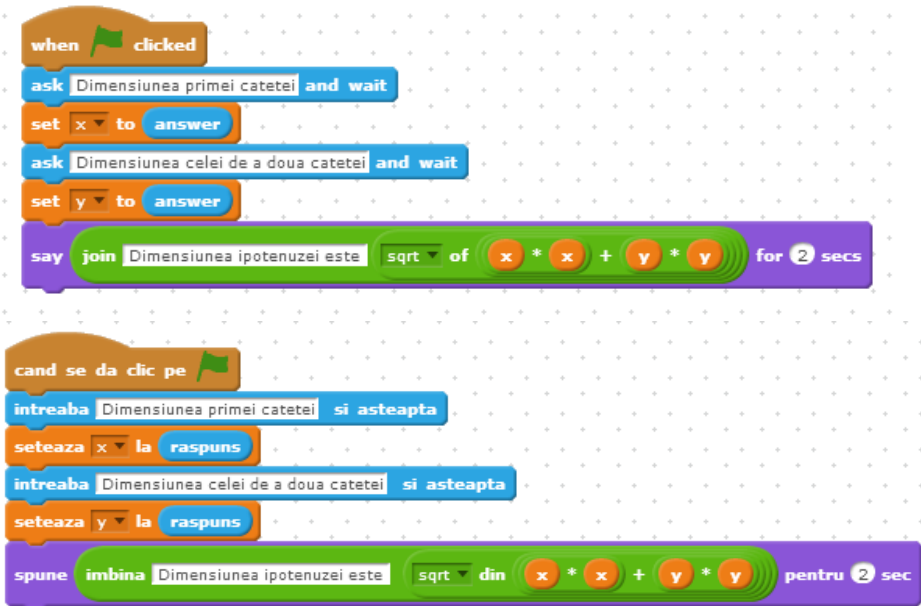 when clicked
ask Dimensiunea primei catetei and wait
set x to answer
ask Dimensiunea celei de a doua catetei and wait
set y to answer
say join Dimensiunea ipotenuzei este sqrt of x * x + y * y for 2 secs
cand se da clic pe
intreaba Dimensiunea primei catetei si asteapta
seteaza x la raspuns
intreaba Dimensiunea celei de a doua catetei si asteapta
seteaza y la raspuns
spune imbina Dimensiunea ipotenuzei este sqrt din x * x + y * y pentru 2 sec